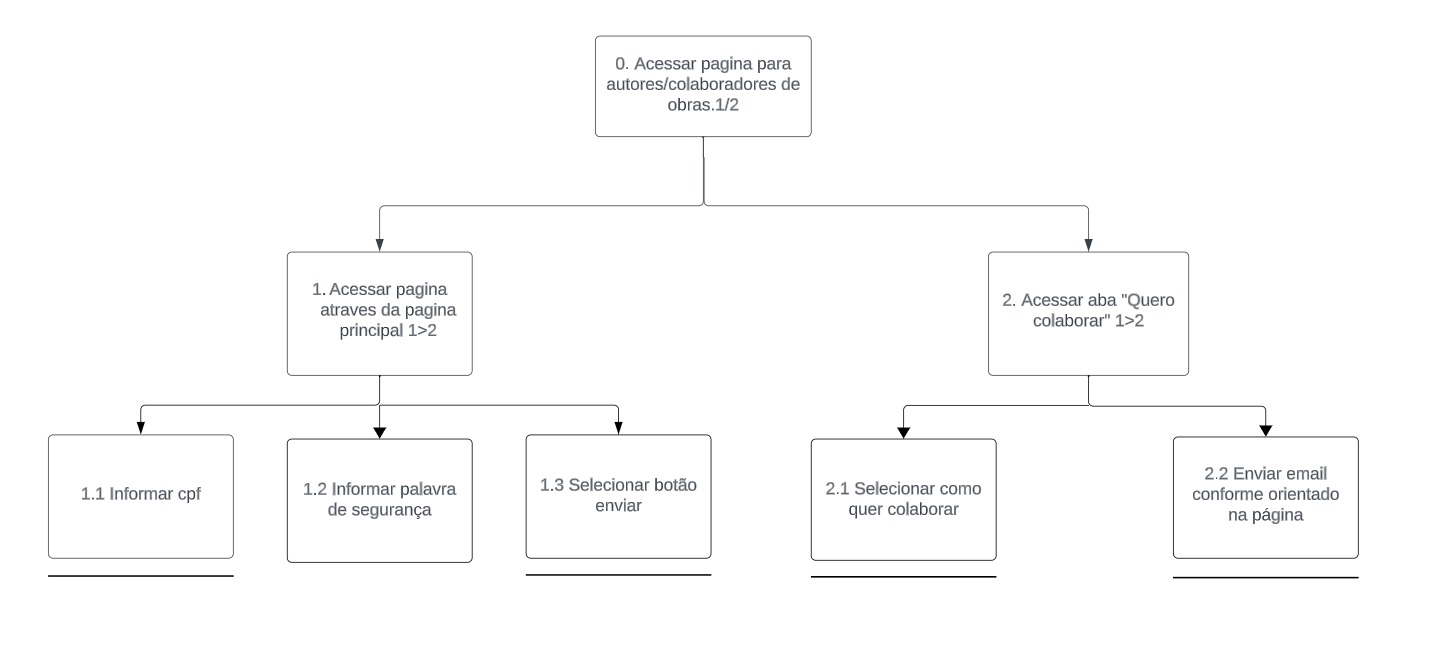 0. Acessar pagina para
autores/colaboradores de
obras.1/2
1. Acessar pagina
atraves da pagina
principal 1>2
2. Acessar aba "Quero
colaborar" 1>2
1.1 Informar cpf
1.2 Informar palavra
de segurança
1.3 Selecionar botão
enviar
2.1 Selecionar como
quer colaborar
2.2 Enviar email
conforme orientado
na página